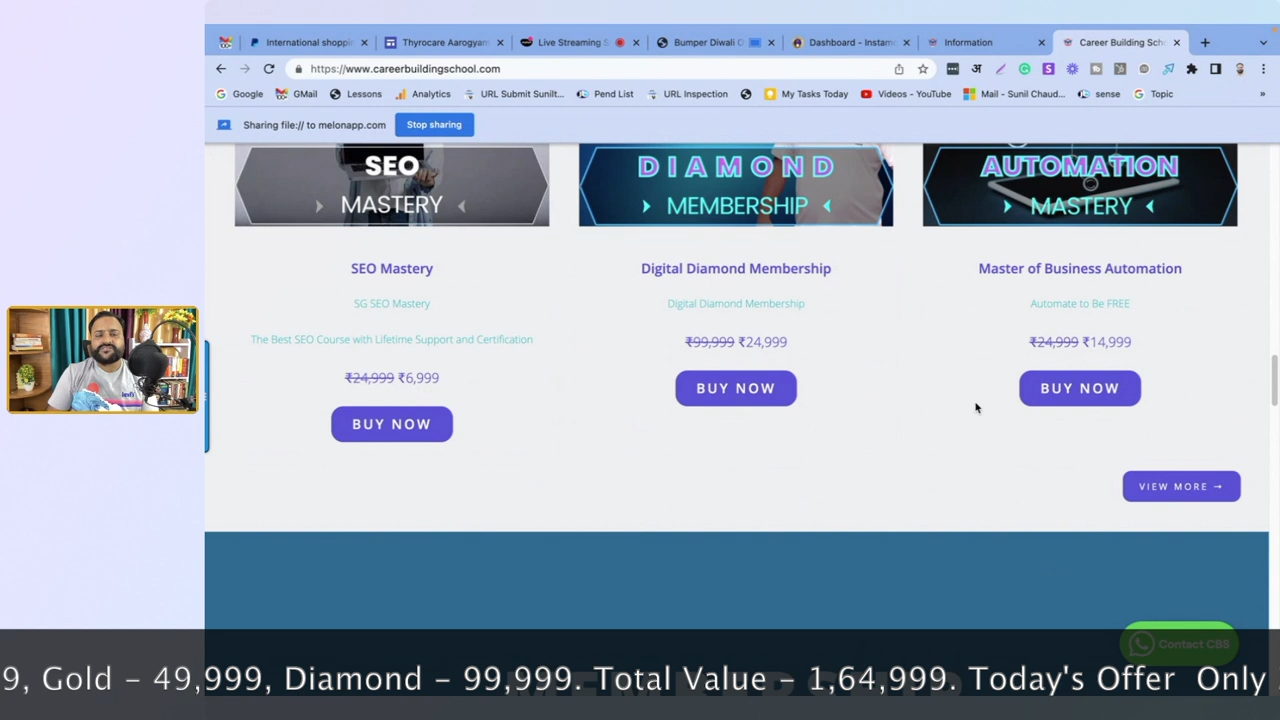 International shoppi
Thyrocare Aarogyam
Live Streaming S
Bumper Diwali O
Dashboard - Instam
Information
Career Building Scho
https://www.careerbuildingschool.com
Google
GMail
Lessons
Analytics
URL Submit Sunilt...
Pend List
URL Inspection
My Tasks Today
Videos - YouTube
Mail - Sunil Chaud...
sense
Topic
Sharing file:// to melonapp.com
Stop sharing
SEO
MASTERY
DIAMOND
MEMBERSHIP
AUTOMATION
MASTERY
SEO Mastery
SG SEO Mastery
The Best SEO Course with Lifetime Support and Certification
₹24,999 ₹6,999
BUY NOW
Digital Diamond Membership
Digital Diamond Membership
₹99,999 ₹24,999
BUY NOW
Master of Business Automation
Automate to Be FREE
₹24,999 ₹14,999
BUY NOW
VIEW MORE →
Contact CBS
9, Gold - 49,999, Diamond - 99,999. Total Value - 1,64,999. Today's Offer Only